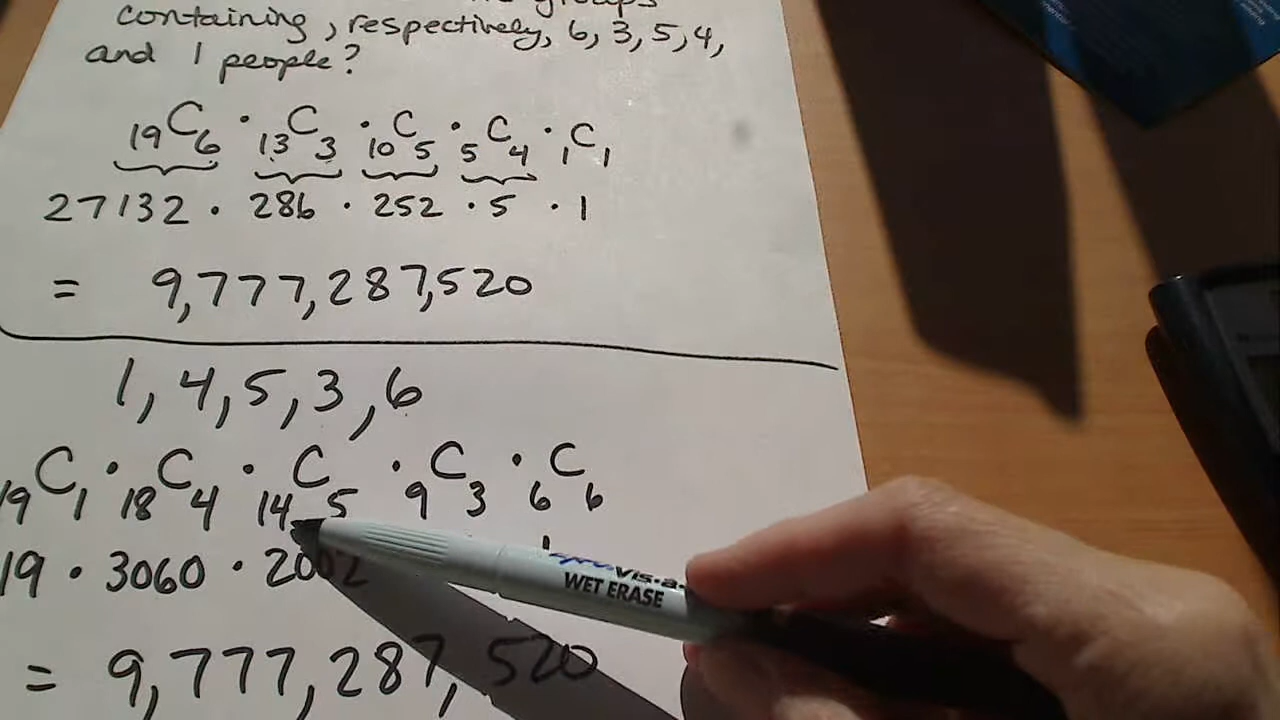 groups
containing, respectively, 6, 3, 5, 4,
and 1 people?
19C6 · 13C3 · 10C5 · 5C4 · 1C1
27132 · 286 · 252 · 5 · 1
= 9,777,287,520
1, 4, 5, 3, 6
19C1 · 18C4 · 14C5 · 9C3 · 6C6
19 · 3060 · 2002
= 9,777,287,520
VIS-A-
WET ERASE